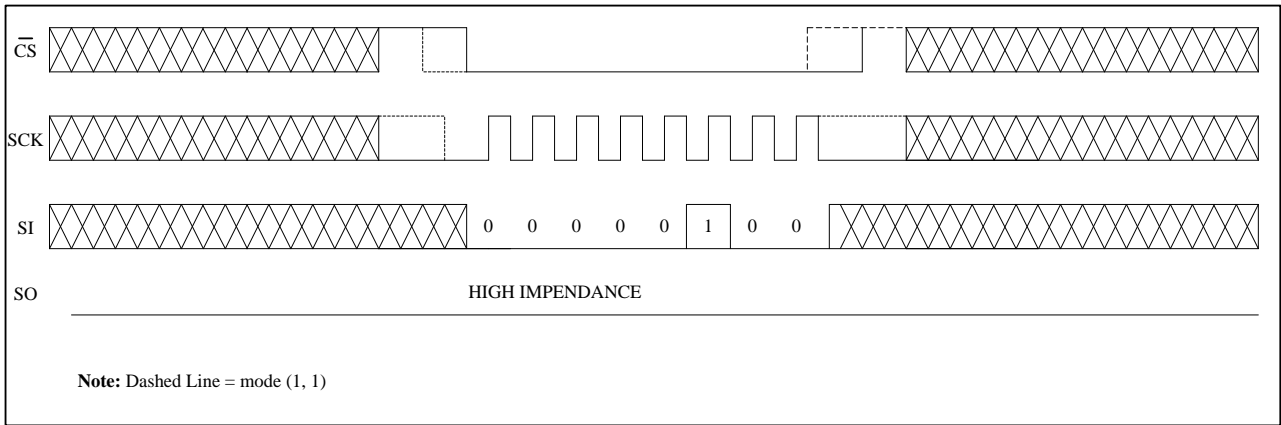 C̅S̅
SCK
SI 0 0 0 0 0 1 0 0
SO HIGH IMPENDANCE
Note: Dashed Line = mode (1, 1)